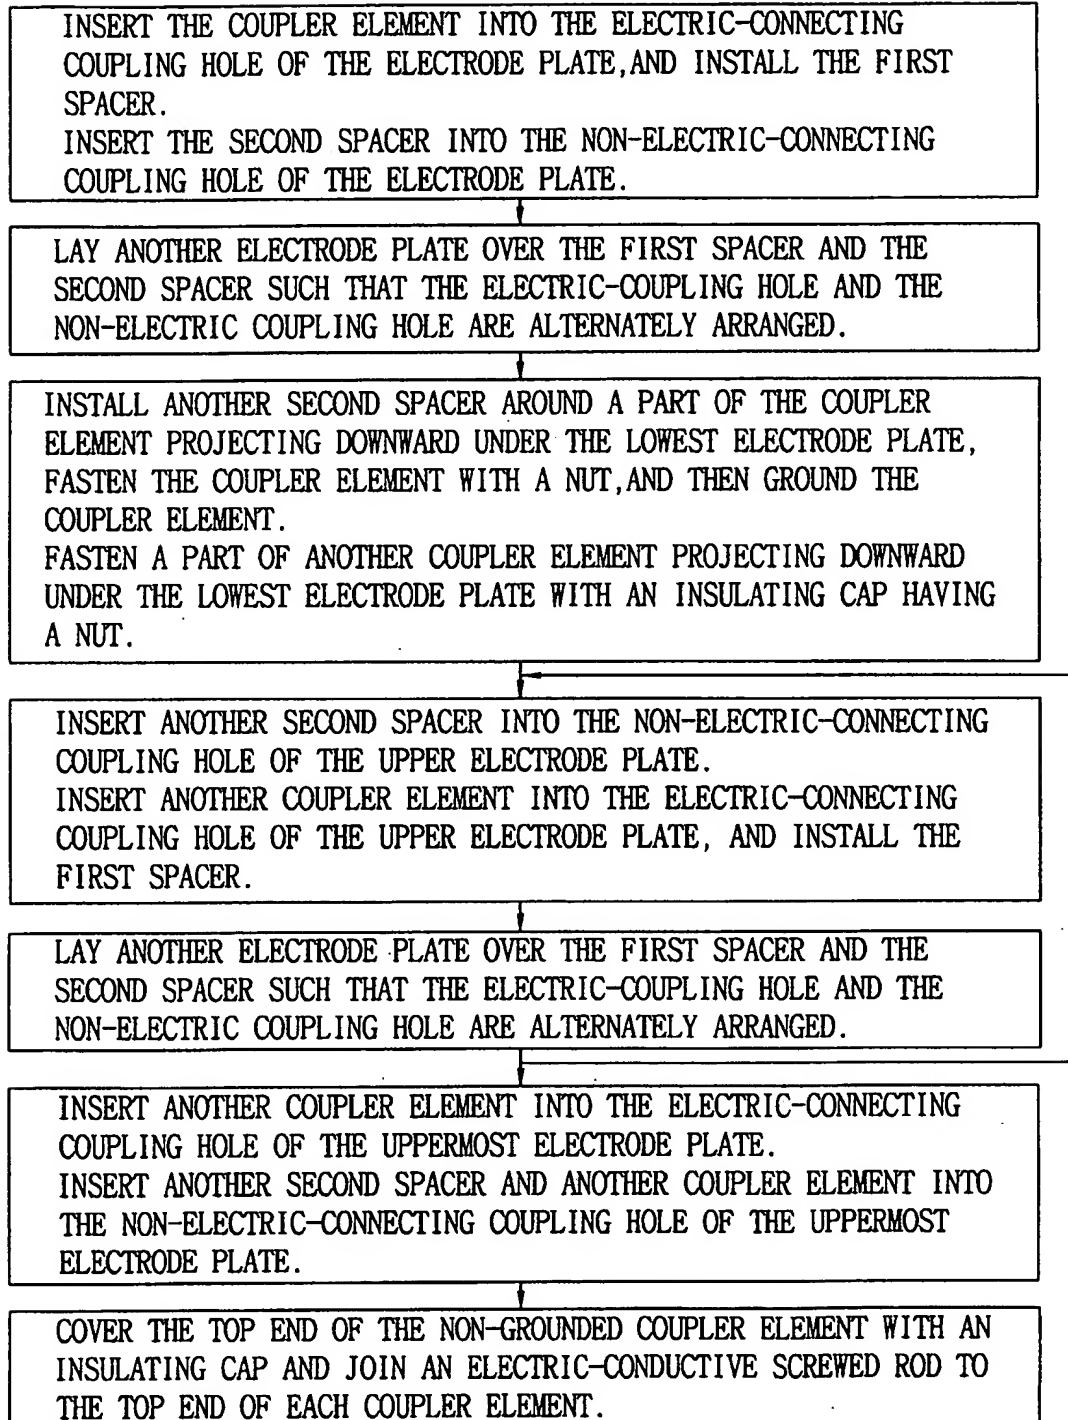 INSERT THE COUPLER ELEMENT INTO THE ELECTRIC-CONNECTING
COUPLING HOLE OF THE ELECTRODE PLATE,AND INSTALL THE FIRST
SPACER.
INSERT THE SECOND SPACER INTO THE NON-ELECTRIC-CONNECTING
COUPLING HOLE OF THE ELECTRODE PLATE.
LAY ANOTHER ELECTRODE PLATE OVER THE FIRST SPACER AND THE
SECOND SPACER SUCH THAT THE ELECTRIC-COUPLING HOLE AND THE
NON-ELECTRIC COUPLING HOLE ARE ALTERNATELY ARRANGED.
INSTALL ANOTHER SECOND SPACER AROUND A PART OF THE COUPLER
ELEMENT PROJECTING DOWNWARD UNDER THE LOWEST ELECTRODE PLATE,
FASTEN THE COUPLER ELEMENT WITH A NUT,AND THEN GROUND THE
COUPLER ELEMENT.
FASTEN A PART OF ANOTHER COUPLER ELEMENT PROJECTING DOWNWARD
UNDER THE LOWEST ELECTRODE PLATE WITH AN INSULATING CAP HAVING
A NUT.
INSERT ANOTHER SECOND SPACER INTO THE NON-ELECTRIC-CONNECTING
COUPLING HOLE OF THE UPPER ELECTRODE PLATE.
INSERT ANOTHER COUPLER ELEMENT INTO THE ELECTRIC-CONNECTING
COUPLING HOLE OF THE UPPER ELECTRODE PLATE, AND INSTALL THE
FIRST SPACER.
LAY ANOTHER ELECTRODE PLATE OVER THE FIRST SPACER AND THE
SECOND SPACER SUCH THAT THE ELECTRIC-COUPLING HOLE AND THE
NON-ELECTRIC COUPLING HOLE ARE ALTERNATELY ARRANGED.
INSERT ANOTHER COUPLER ELEMENT INTO THE ELECTRIC-CONNECTING
COUPLING HOLE OF THE UPPERMOST ELECTRODE PLATE.
INSERT ANOTHER SECOND SPACER AND ANOTHER COUPLER ELEMENT INTO
THE NON-ELECTRIC-CONNECTING COUPLING HOLE OF THE UPPERMOST
ELECTRODE PLATE.
COVER THE TOP END OF THE NON-GROUNDED COUPLER ELEMENT WITH AN
INSULATING CAP AND JOIN AN ELECTRIC-CONDUCTIVE SCREWED ROD TO
THE TOP END OF EACH COUPLER ELEMENT.